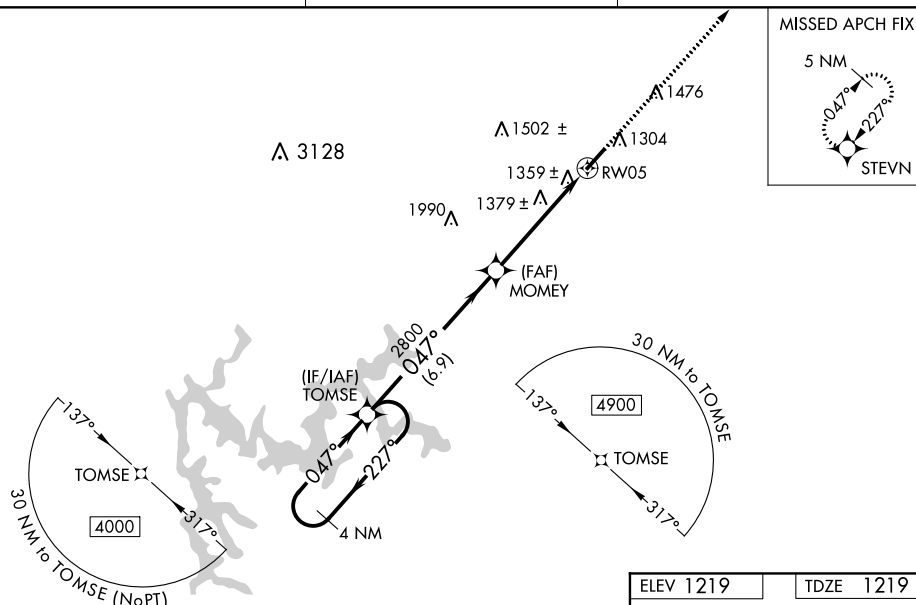 MISSED APCH FIX
5 NM
047°
227°
STEVN
1476
1502 ±
1304
3128
1359 ±
RW05
1379 ±
1990
(FAF)
MOMEY
2800
047°
(6.9)
(IF/IAF)
TOMSE
047°
227°
4 NM
137°
TOMSE
317°
4000
30 NM to TOMSE (NoPT)
30 NM to TOMSE
4900
137°
TOMSE
317°
ELEV 1219
TDZE 1219